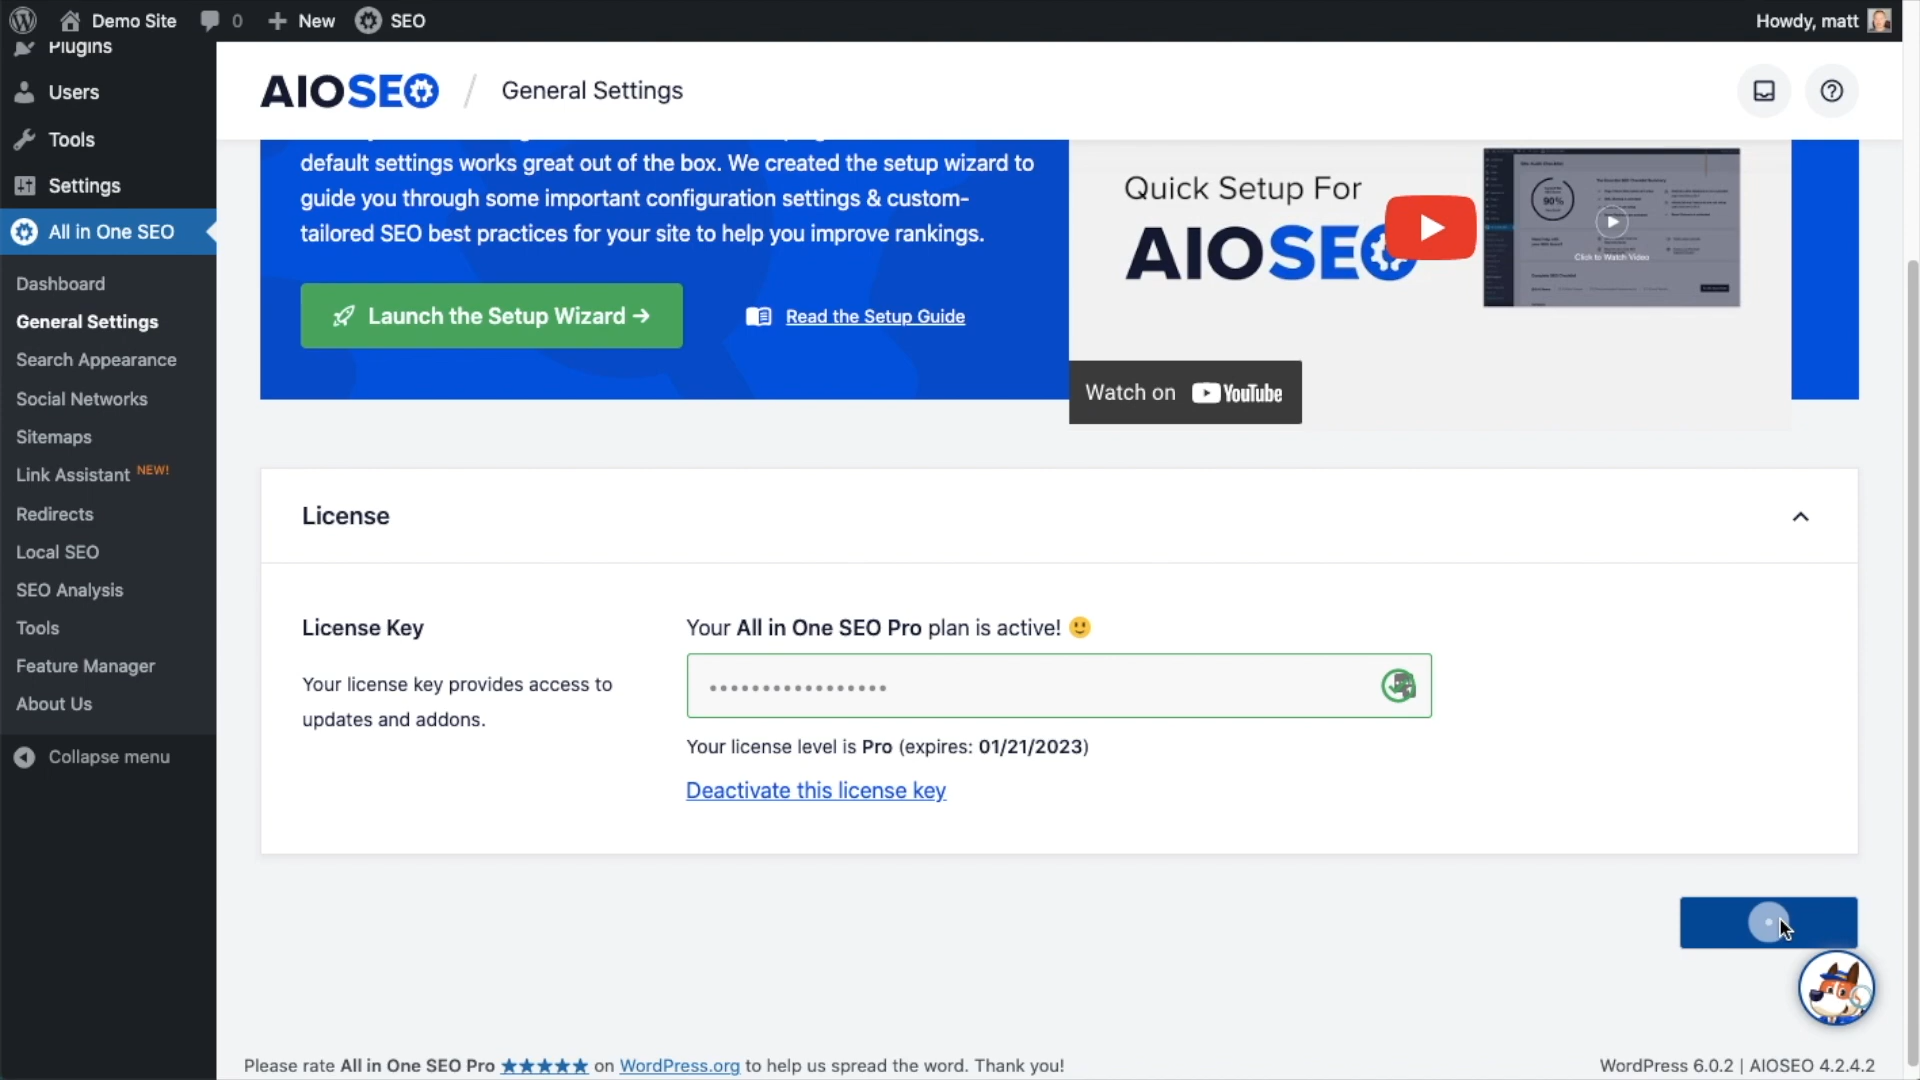 Demo Site
0
New
SEO
Howdy, matt
Plugins
Users
Tools
Settings
All in One SEO
Dashboard
General Settings
Search Appearance
Social Networks
Sitemaps
Link Assistant NEW!
Redirects
Local SEO
SEO Analysis
Tools
Feature Manager
About Us
Collapse menu
AIOSEO / General Settings
default settings works great out of the box. We created the setup wizard to
guide you through some important configuration settings & custom-
tailored SEO best practices for your site to help you improve rankings.
Launch the Setup Wizard →
Read the Setup Guide
Quick Setup For
AIOSEO
90%
Click to Watch Video
Watch on YouTube
License
License Key
Your license key provides access to
updates and addons.
Your All in One SEO Pro plan is active! 🙂
•••••••••••••••••
Your license level is Pro (expires: 01/21/2023)
Deactivate this license key
Please rate All in One SEO Pro ★★★★★ on WordPress.org to help us spread the word. Thank you!
WordPress 6.0.2 | AIOSEO 4.2.4.2